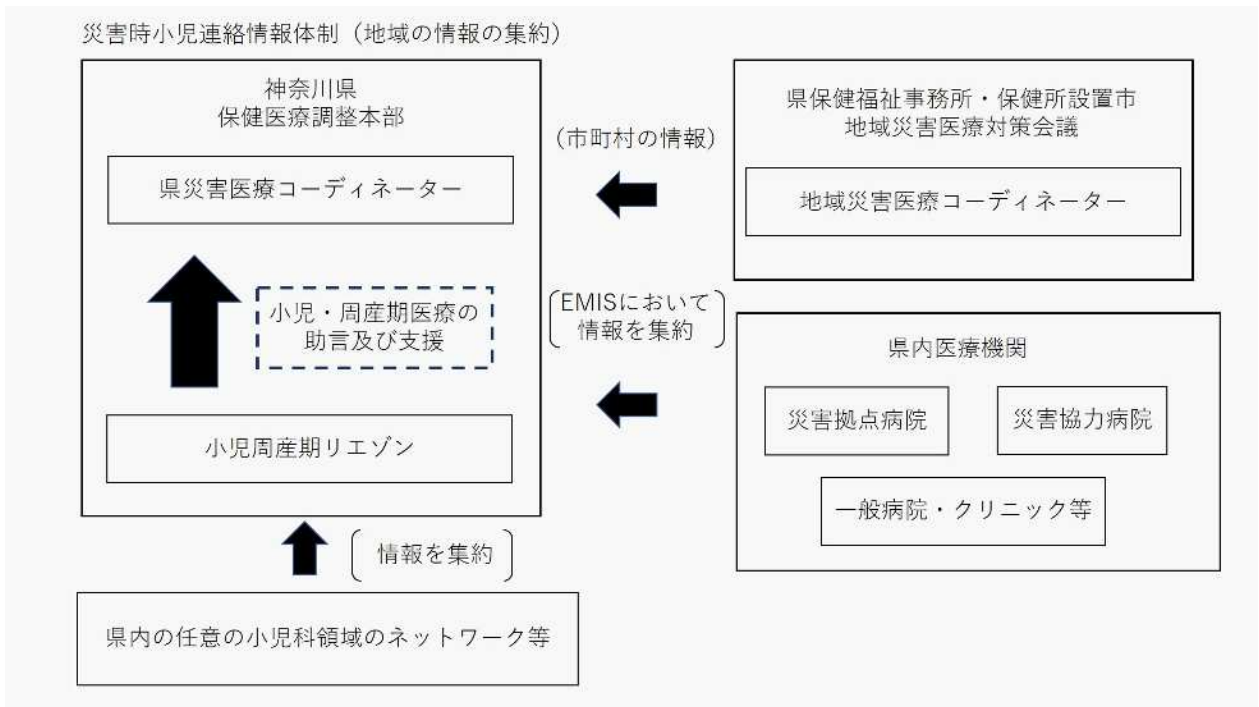 災害時小児連絡情報体制（地域の情報の集約）
神奈川県
保健医療調整本部
県災害医療コーディネーター
小児・周産期医療の
助言及び支援
小児周産期リエゾン
(市町村の情報)
EMISにおいて
情報を集約
県保健福祉事務所・保健所設置市
地域災害医療対策会議
地域災害医療コーディネーター
県内医療機関
災害拠点病院
災害協力病院
一般病院・クリニック等
情報を集約
県内の任意の小児科領域のネットワーク等